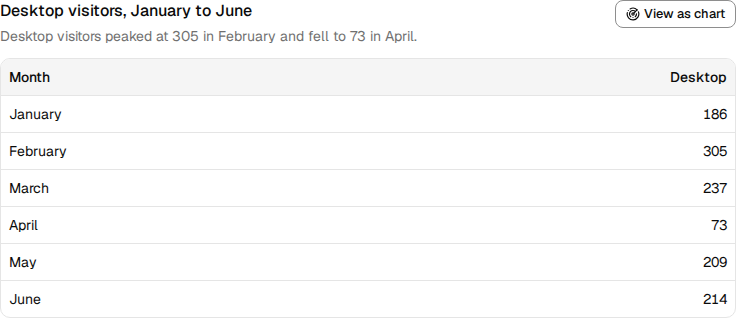 Desktop visitors, January to June
View as chart
Desktop visitors peaked at 305 in February and fell to 73 in April.
Month Desktop
January 186
February 305
March 237
April 73
May 209
June 214